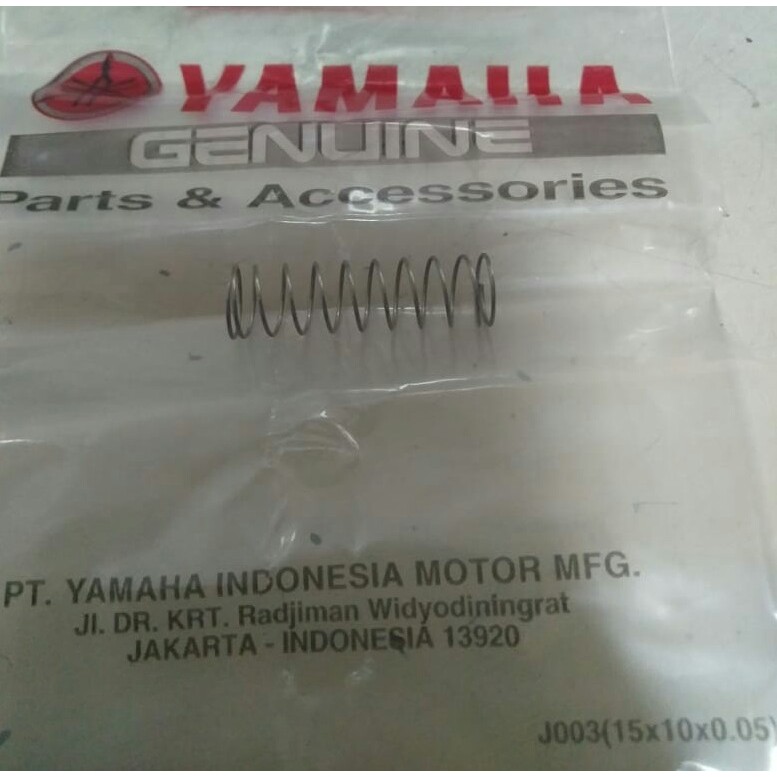 YAMAHA
GENUINE
Parts & Accessories
PT. YAMAHA INDONESIA MOTOR MFG.
Jl. DR. KRT. Radjiman Widyodiningrat
JAKARTA - INDONESIA 13920
J003(15x10x0.05)